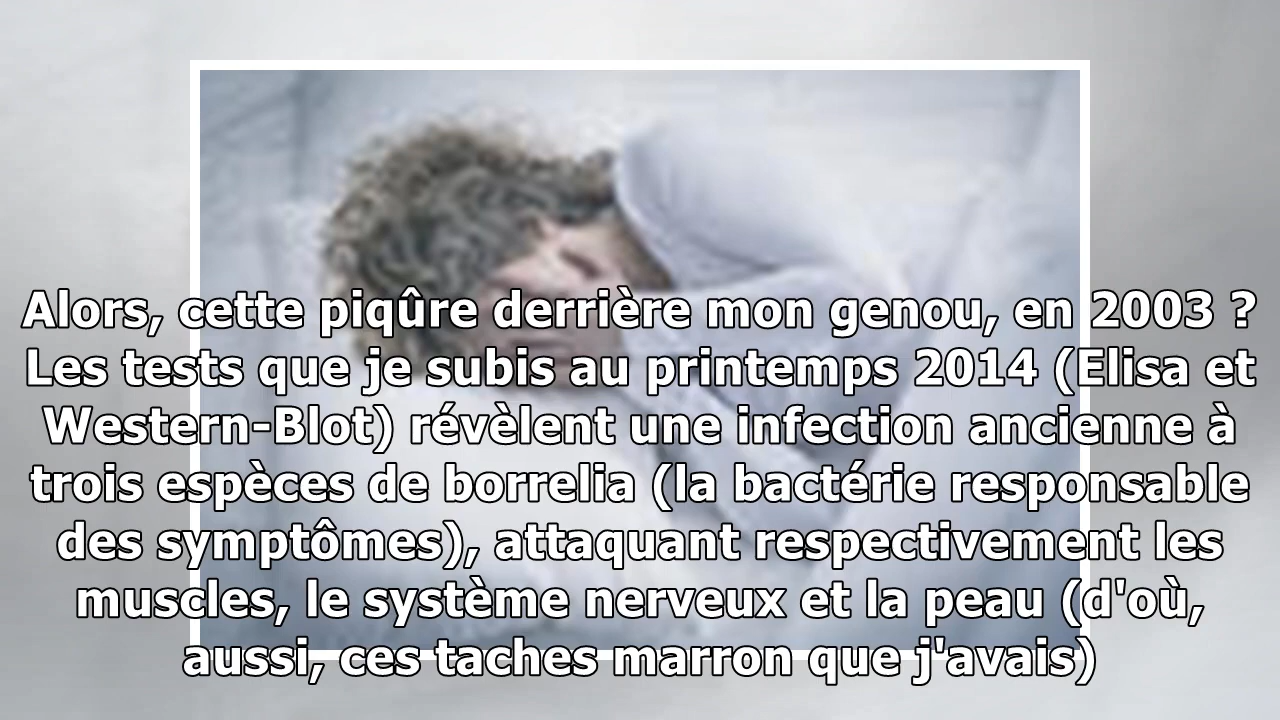 Alors, cette piqûre derrière mon genou, en 2003 ?
Les tests que je subis au printemps 2014 (Elisa et
Western-Blot) révèlent une infection ancienne à
trois espèces de borrelia (la bactérie responsable
des symptômes), attaquant respectivement les
muscles, le système nerveux et la peau (d'où,
aussi, ces taches marron que j'avais)